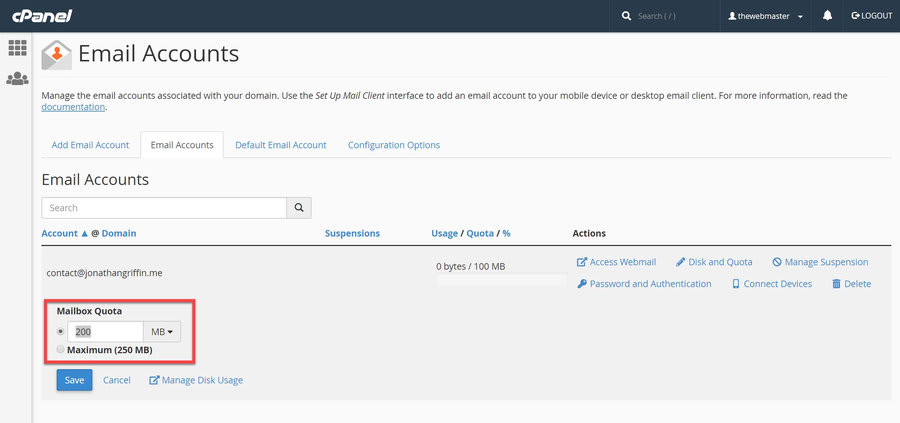 cPanel
Search ( / )
thewebmaster
LOGOUT
Email Accounts
Manage the email accounts associated with your domain. Use the Set Up Mail Client interface to add an email account to your mobile device or desktop email client. For more information, read the
documentation.
Add Email Account
Email Accounts
Default Email Account
Configuration Options
Email Accounts
Search
Account ▲ @ Domain
Suspensions
Usage / Quota / %
Actions
contact@jonathangriffin.me
0 bytes / 100 MB
Access Webmail
Disk and Quota
Manage Suspension
Password and Authentication
Connect Devices
Delete
Mailbox Quota
200
MB
Maximum (250 MB)
Save
Cancel
Manage Disk Usage